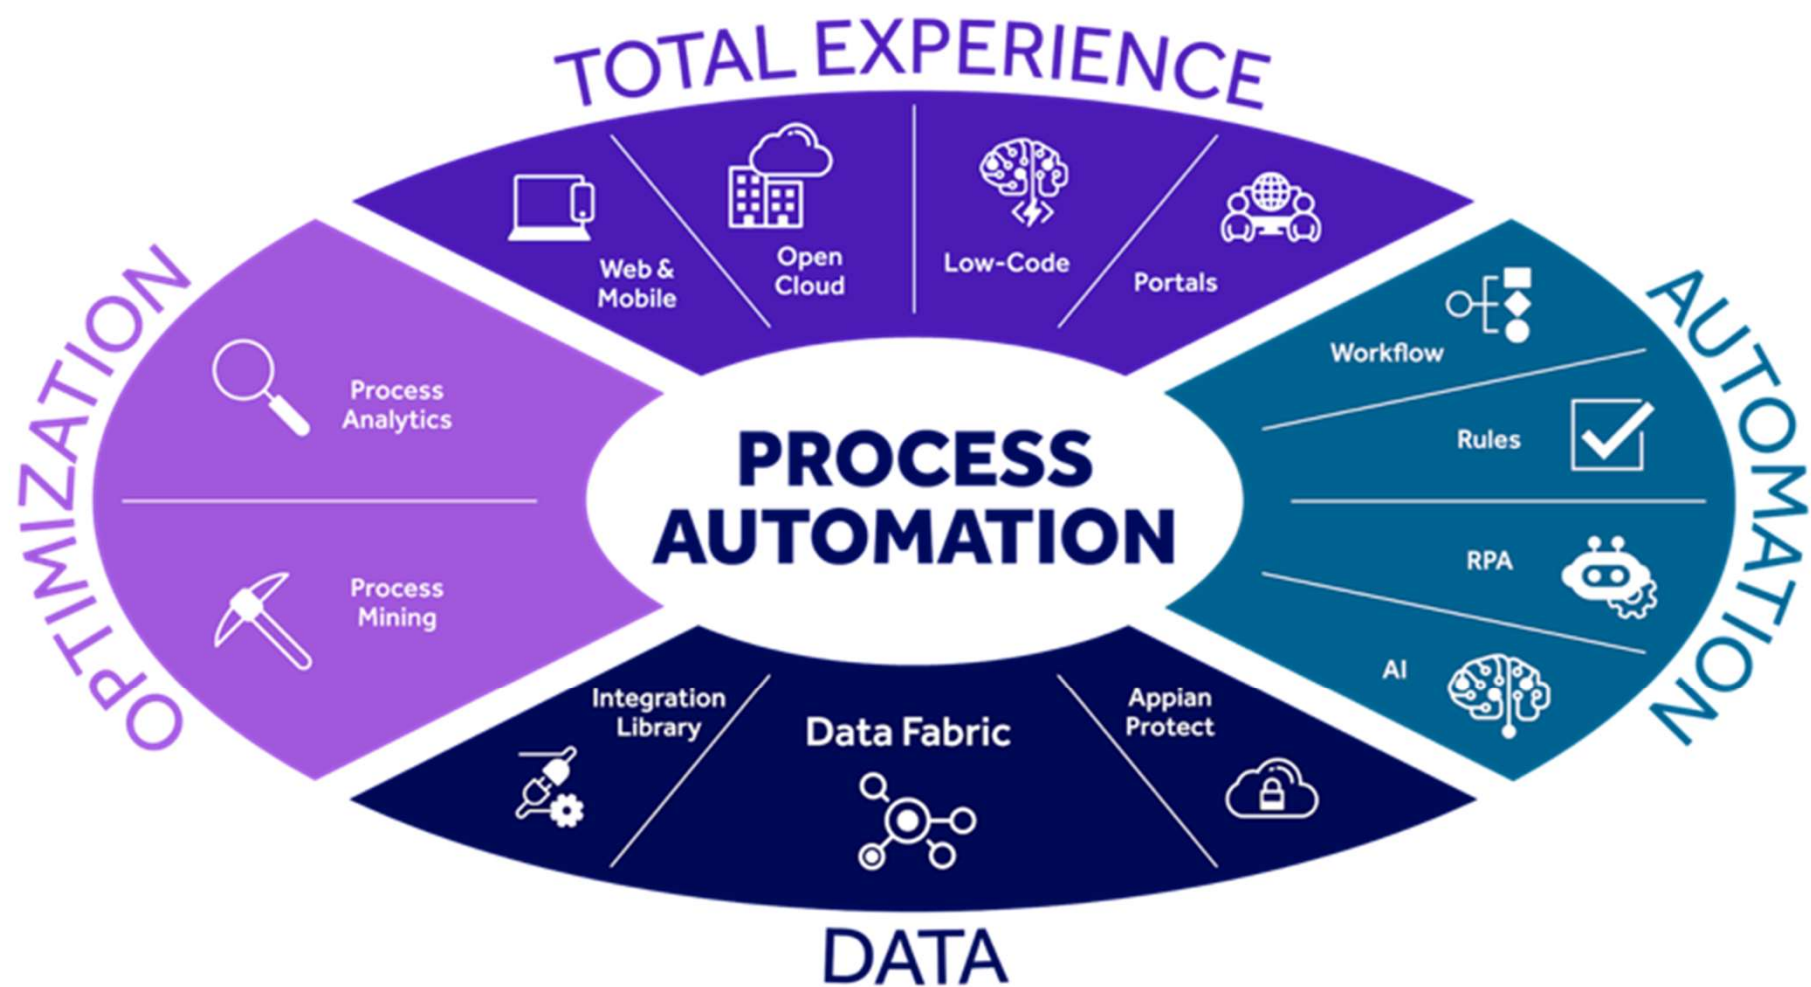 TOTAL EXPERIENCE
Web &
Mobile
Open
Cloud
Low-Code
Portals
AUTOMATION
Workflow
Rules
RPA
AI
OPTIMIZATION
Process
Analytics
Process
Mining
PROCESS
AUTOMATION
Integration
Library
Data Fabric
Appian
Protect
DATA